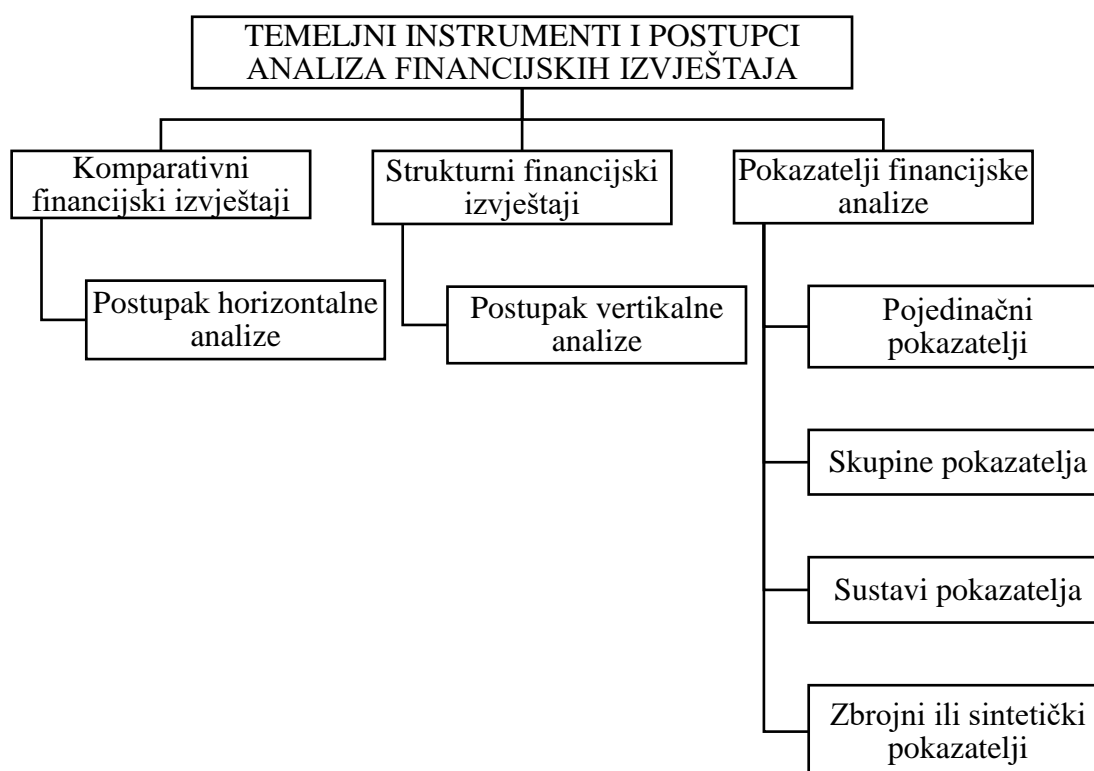 TEMELJNI INSTRUMENTI I POSTUPCI
ANALIZA FINANCIJSKIH IZVJEŠTAJA
Komparativni
financijski izvještaji
Strukturni financijski
izvještaji
Pokazatelji financijske
analize
Postupak horizontalne
analize
Postupak vertikalne
analize
Pojedinačni
pokazatelji
Skupine pokazatelja
Sustavi pokazatelja
Zbrojni ili sintetički
pokazatelji